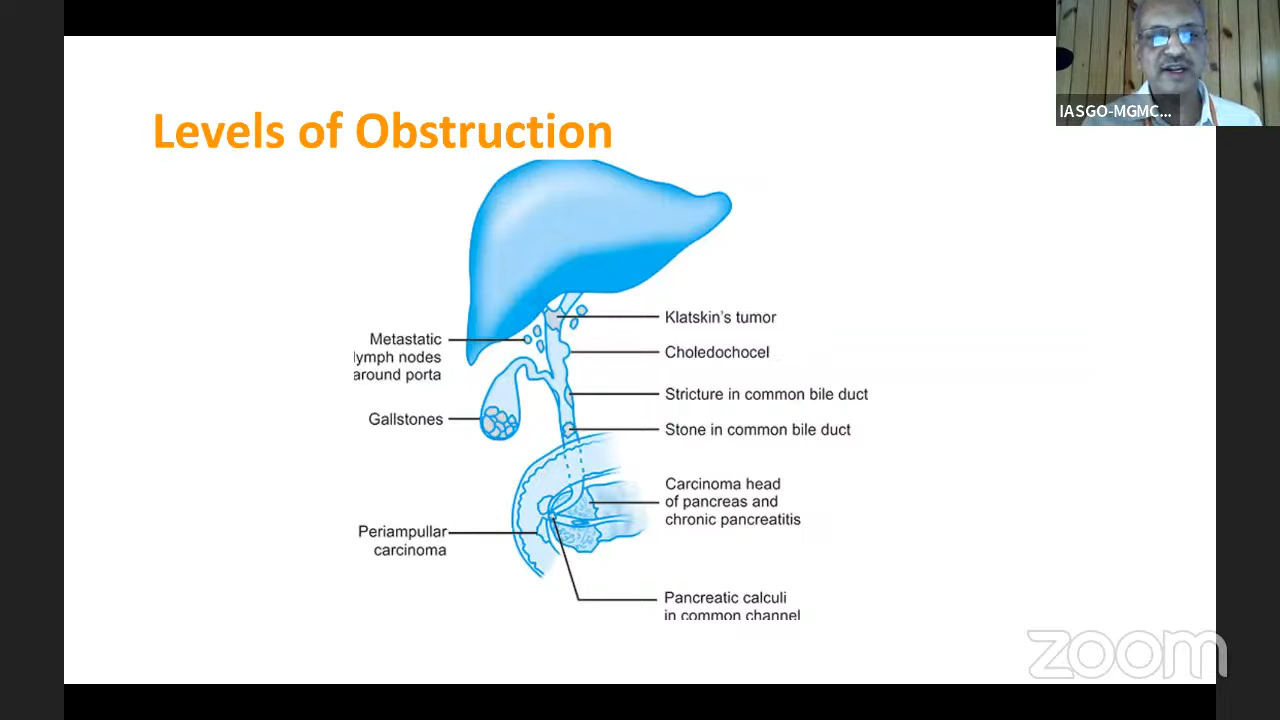 IASGO-MGMC...
Levels of Obstruction
Klatskin's tumor
Metastatic
lymph nodes
around porta
Choledochocel
Stricture in common bile duct
Gallstones
Stone in common bile duct
Carcinoma head
of pancreas and
chronic pancreatitis
Periampullar
carcinoma
Pancreatic calculi
in common channel
zoom